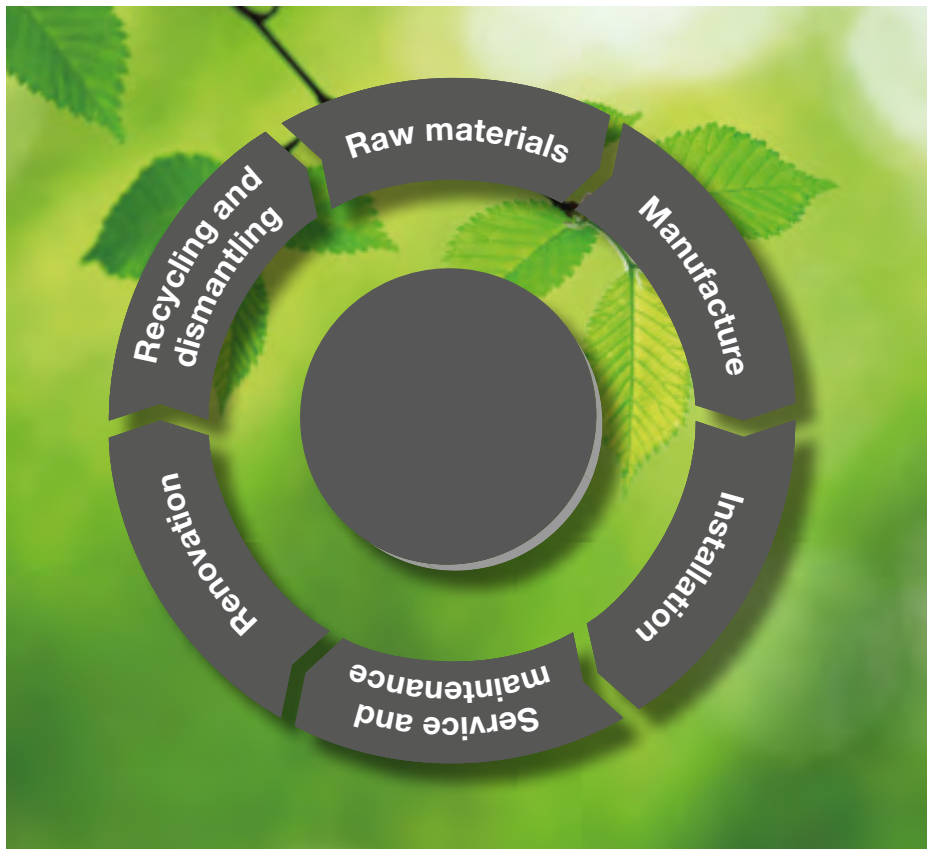 Raw materials
Manufacture
Installation
Service and
maintenance
Renovation
Recycling and
dismantling